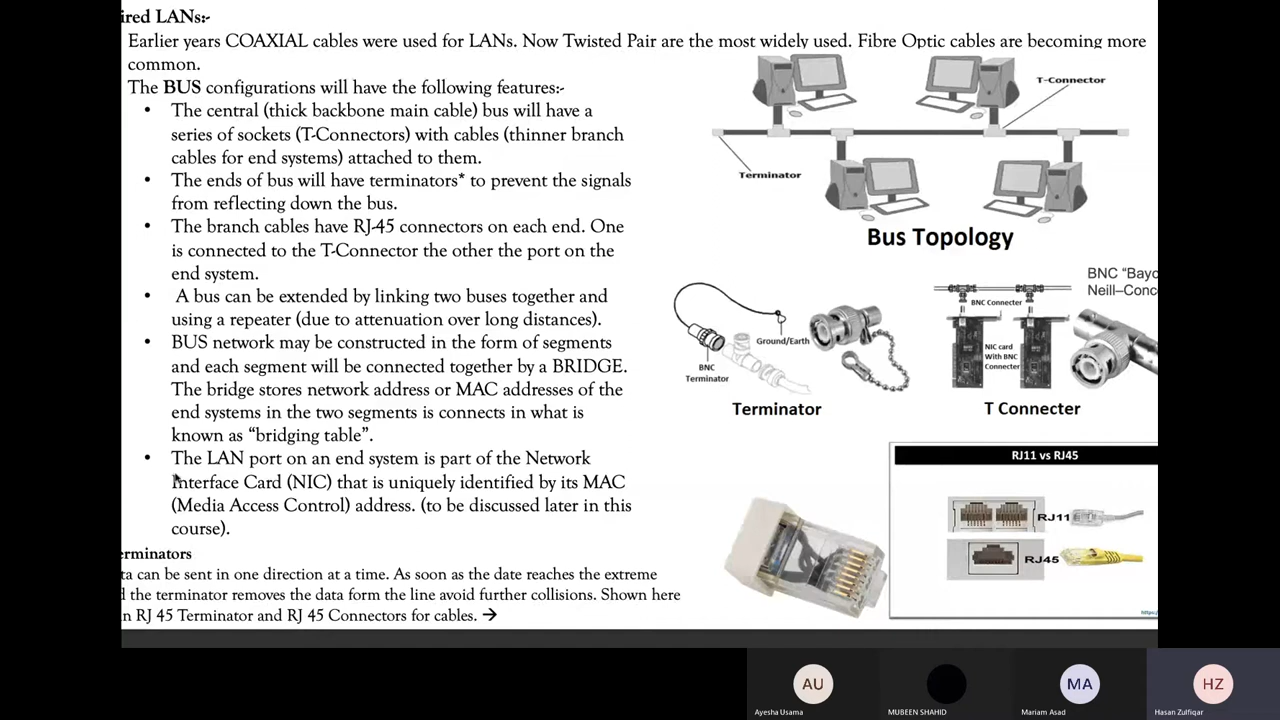 ired LANs:-
Earlier years COAXIAL cables were used for LANs. Now Twisted Pair are the most widely used. Fibre Optic cables are becoming more
common.
The BUS configurations will have the following features:-
• The central (thick backbone main cable) bus will have a
series of sockets (T-Connectors) with cables (thinner branch
cables for end systems) attached to them.
• The ends of bus will have terminators* to prevent the signals
from reflecting down the bus.
• The branch cables have RJ-45 connectors on each end. One
is connected to the T-Connector the other the port on the
end system.
• A bus can be extended by linking two buses together and
using a repeater (due to attenuation over long distances).
• BUS network may be constructed in the form of segments
and each segment will be connected together by a BRIDGE.
The bridge stores network address or MAC addresses of the
end systems in the two segments is connects in what is
known as “bridging table”.
• The LAN port on an end system is part of the Network
Interface Card (NIC) that is uniquely identified by its MAC
(Media Access Control) address. (to be discussed later in this
course).
erminators
ta can be sent in one direction at a time. As soon as the date reaches the extreme
d the terminator removes the data form the line avoid further collisions. Shown here
n RJ 45 Terminator and RJ 45 Connectors for cables. →
T-Connector
Terminator
Bus Topology
BNC “Bayo
Neill–Conc
BNC Connector
Ground/Earth
BNC
Terminator
NIC card
With BNC
Connecter
Terminator
T Connecter
RJ11 vs RJ45
RJ11
RJ45
https:/
AU
MA
HZ
Ayesha Usama
MUBEEN SHAHID
Mariam Asad
Hasan Zulfiqar